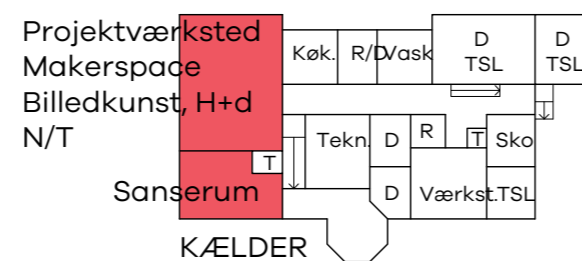 Projektværksted
Makerspace
Billedkunst, H+d
N/T
Køk.
R/D
Vask
D
TSL
D
TSL
T
Tekn.
D
R
T
Sko
Sanserum
D
Værkst.
TSL
KÆLDER